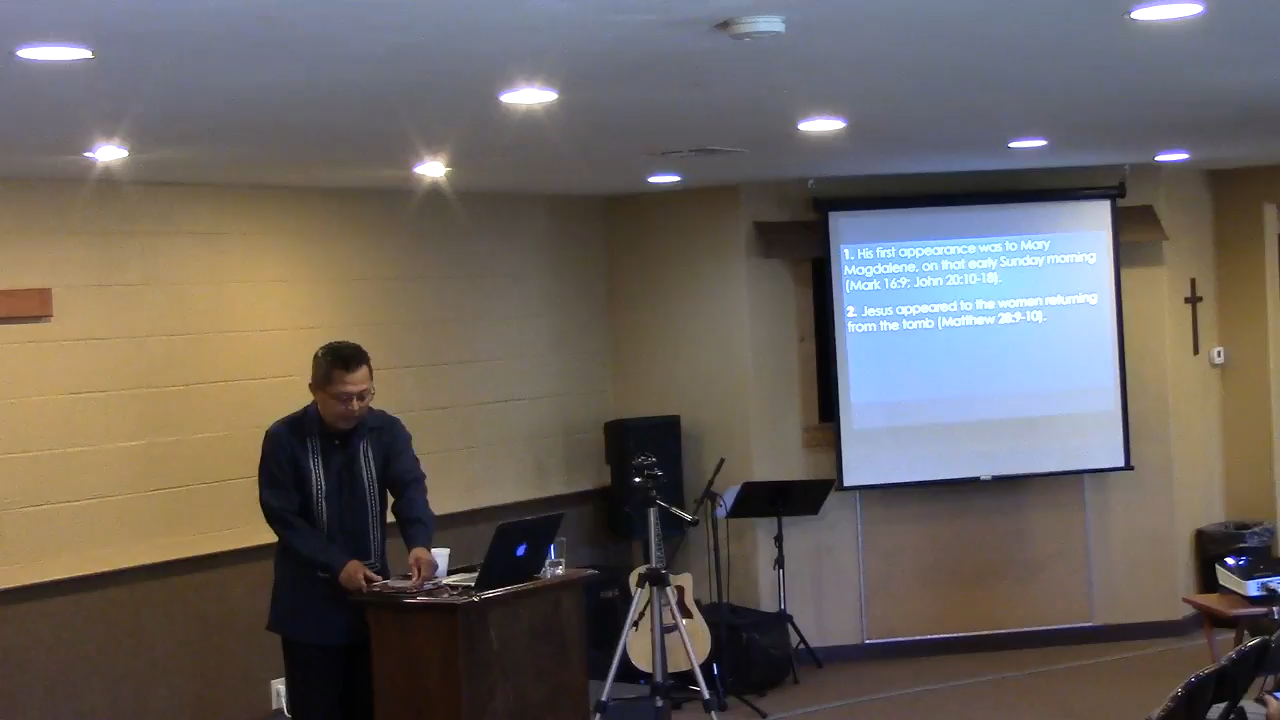 1. His first appearance was to Mary
Magdalene, on that early Sunday morning
(Mark 16:9; John 20:10-18).
2. Jesus appeared to the women returning
from the tomb (Matthew 28:9-10).